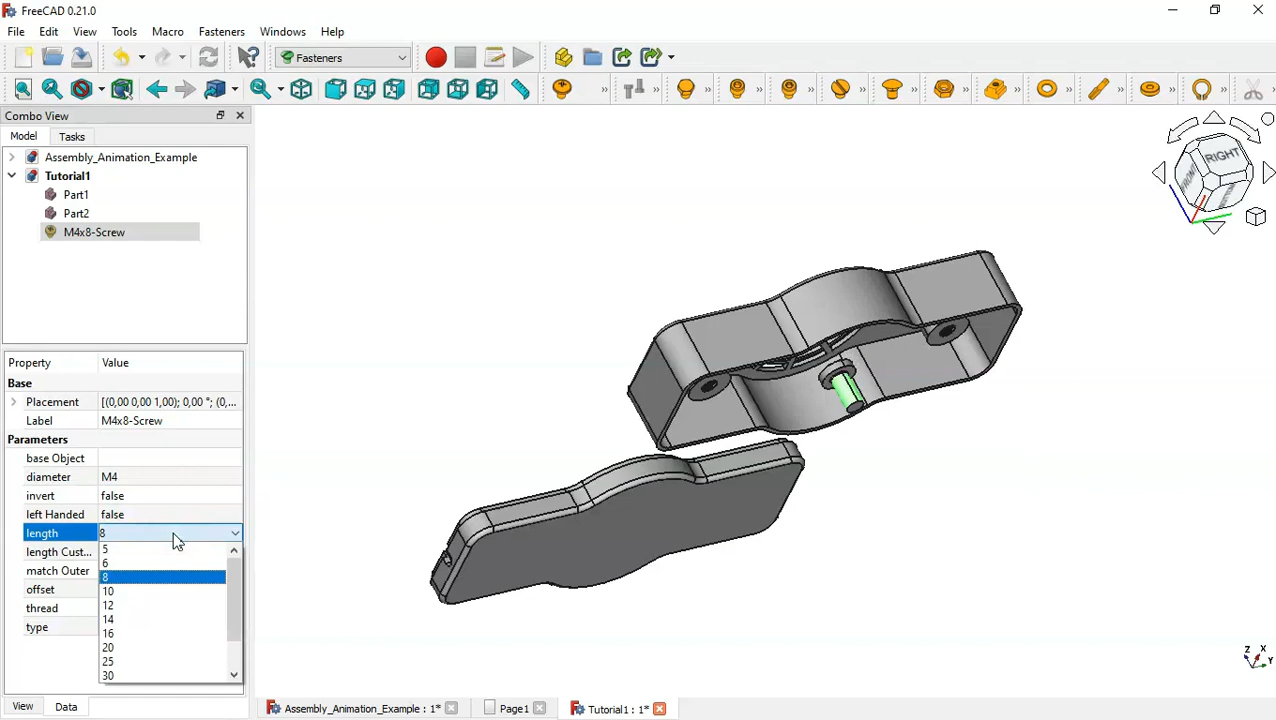 FreeCAD 0.21.0
File Edit View Tools Macro Fasteners Windows Help
Fasteners
Combo View
Model Tasks
Assembly_Animation_Example
Tutorial1
Part1
Part2
M4x8-Screw
Property Value
Base
Placement [(0,00 0,00 1,00); 0,00 °; (0,...
Label M4x8-Screw
Parameters
base Object
diameter M4
invert false
left Handed false
length 8
length Cust...
match Outer
offset
thread
type
5
6
8
10
12
14
16
20
25
30
View Data
Assembly_Animation_Example : 1* Page1 Tutorial1 : 1*
RIGHT
FRONT
Z X Y